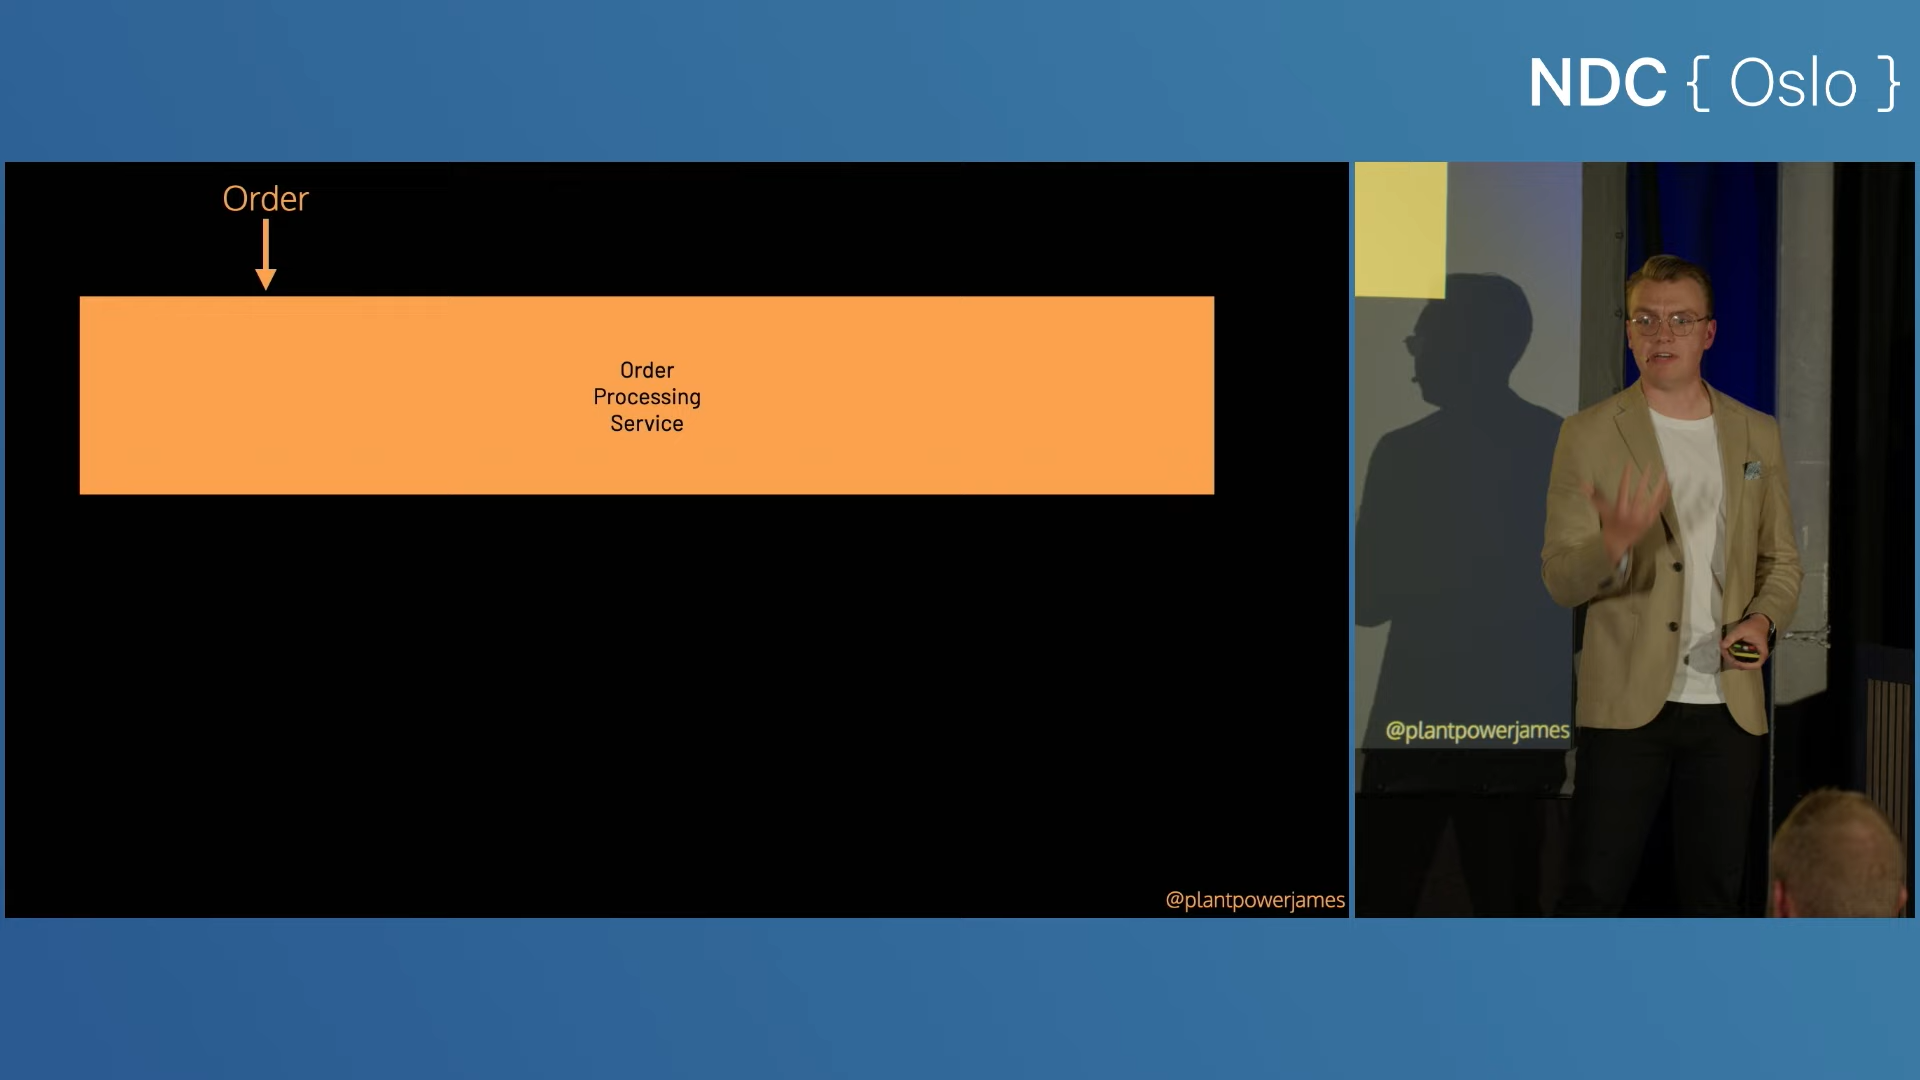 NDC { Oslo }
Order
Order
Processing
Service
@plantpowerjames
@plantpowerjames